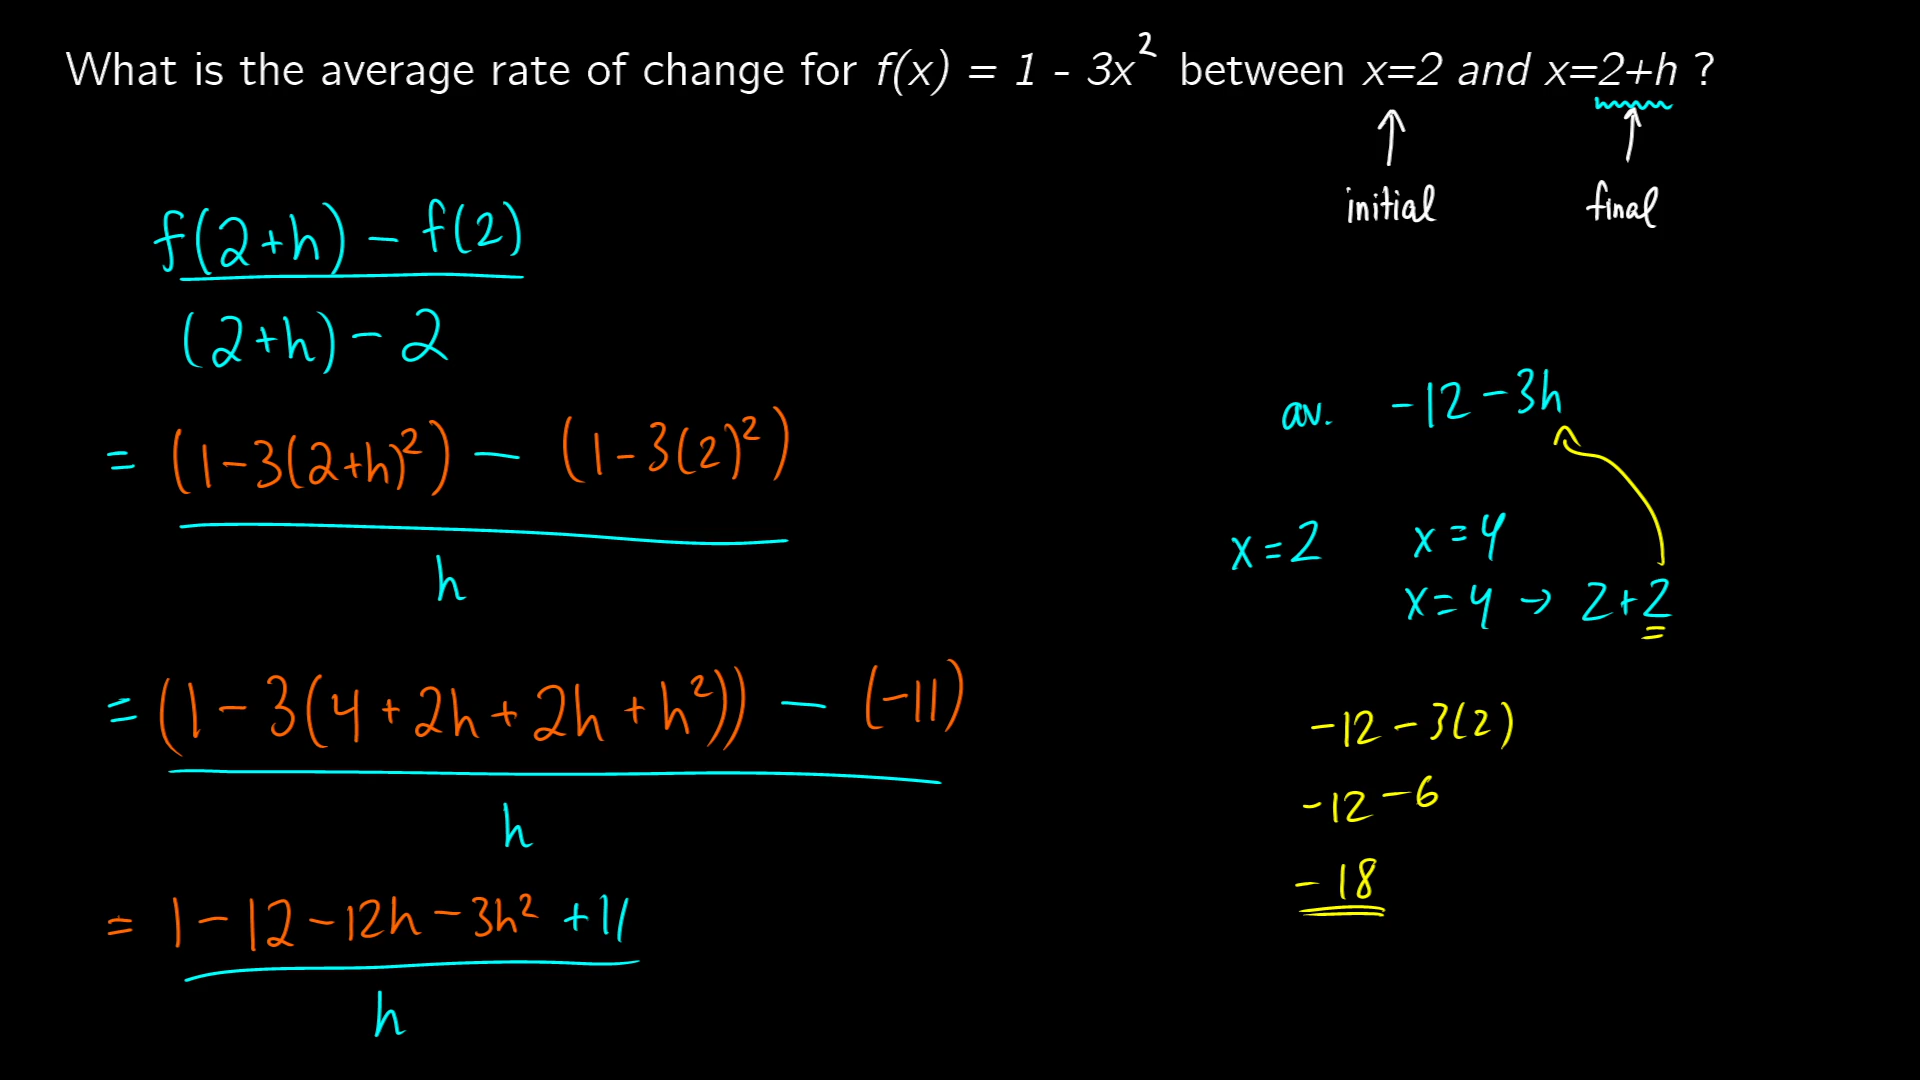 What is the average rate of change for f(x) = 1 - 3x² between x=2 and x=2+h ?
initial final
f(2+h) - f(2)
(2+h) - 2
= (1-3(2+h)²) - (1-3(2)²)
h
= (1-3(4+2h+2h+h²)) - (-11)
h
= 1-12-12h-3h² +11
h
av. -12-3h
x=2 x=4
x=4 → 2+2
-12-3(2)
-12-6
-18